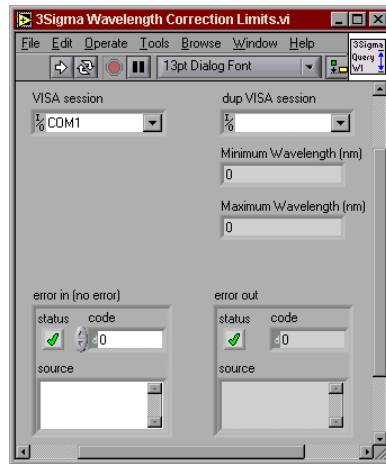 3Sigma Wavelength Correction Limits.vi
File Edit Operate Tools Browse Window Help
3Sigma
Query
Wl
13pt Dialog Font
VISA session
dup VISA session
I/O COM1
I/O
Minimum Wavelength (nm)
0
Maximum Wavelength (nm)
0
error in (no error)
error out
status code
status code
d 0
d 0
source
source